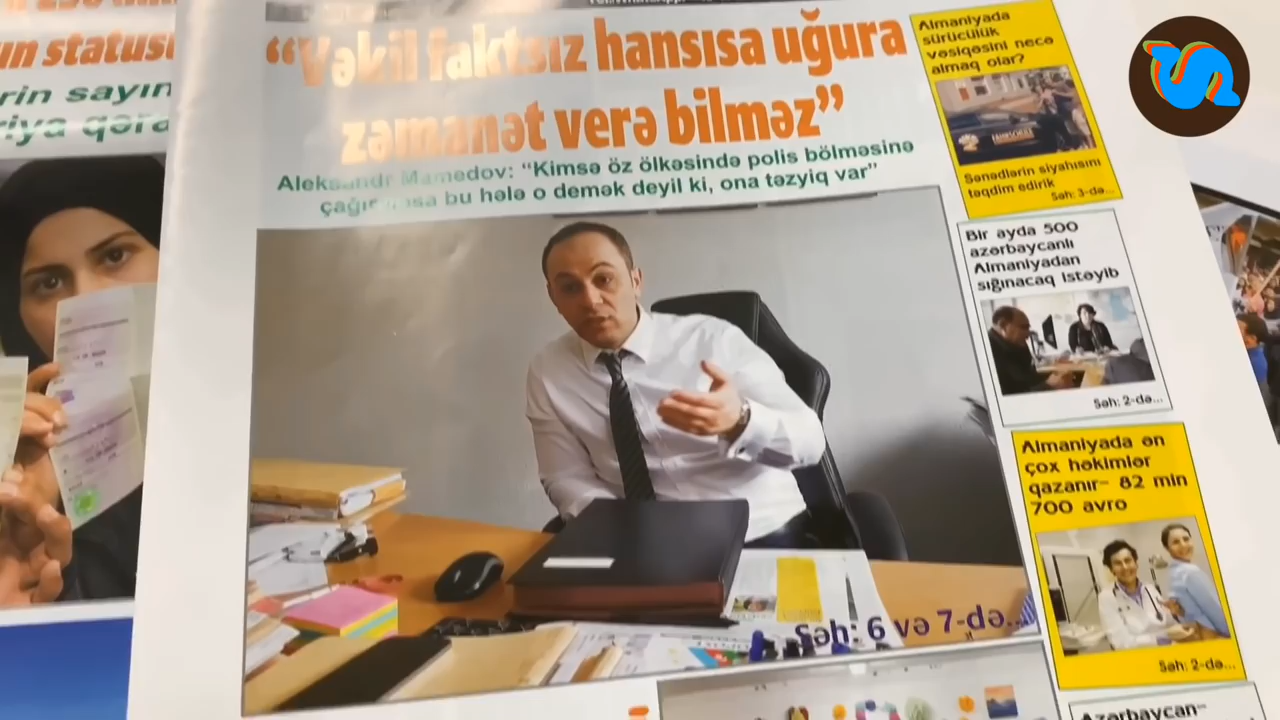 un statusu
rin sayın
riya qəra
“Vəkil faktsız hansısa uğura
zəmanət verə bilməz”
Aleksandr Mamedov: “Kimsə öz ölkəsində polis bölməsinə
bu hələ o demək deyil ki, ona təzyiq var”
Səh: 6 və 7-də...
Almaniyada
sürücülük
vəsiqəsini necə
almaq olar?
FAHRSCHULE
Sənədlərin siyahısını
təqdim edirik
Səh: 3-də...
Bir ayda 500
azərbaycanlı
Almaniyadan
sığınacaq istəyib
Səh: 2-də...
Almaniyada ən
çox həkimlər
qazanır- 82 min
700 avro
Səh: 2-də...
Azərbaycan-